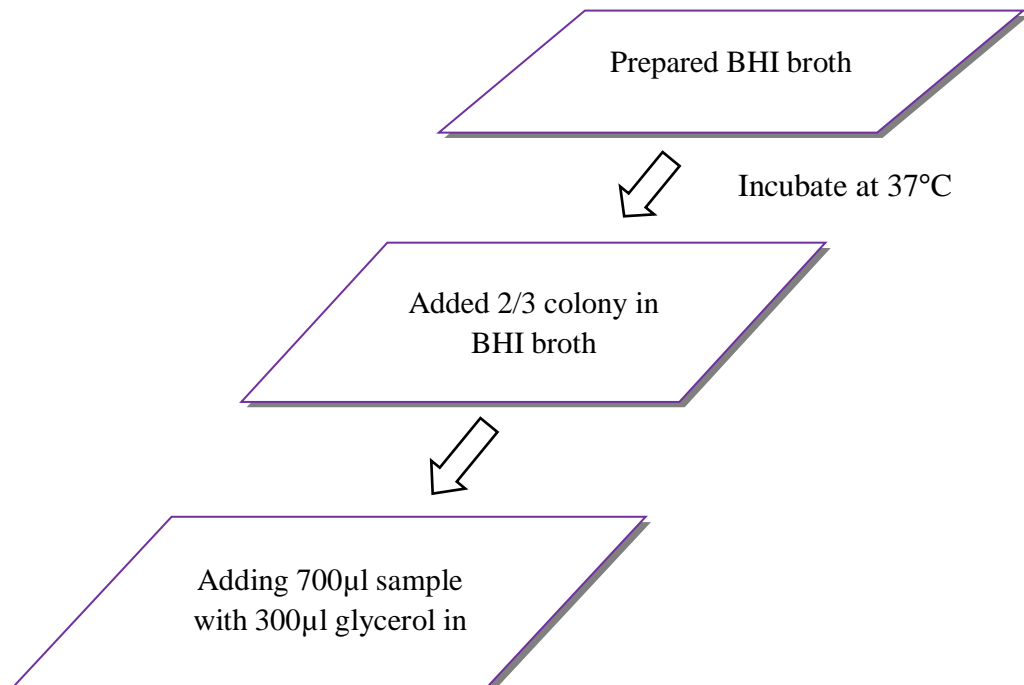 Prepared BHI broth
Incubate at 37°C
Added 2/3 colony in
BHI broth
Adding 700µl sample
with 300µl glycerol in